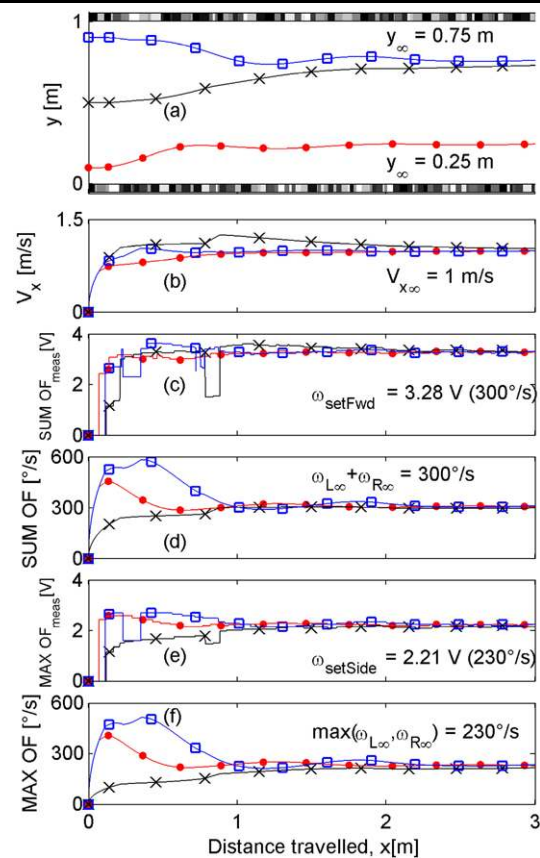 1
y∞ = 0.75 m
y [m]
(a)
y∞ = 0.25 m
0
1.5
Vx [m/s]
(b)
Vx∞ = 1 m/s
0
4
SUM OFmeas[V]
2
(c)
ωsetFwd = 3.28 V (300°/s)
0
600
SUM OF [°/s]
ωL∞+ωR∞ = 300°/s
300
(d)
0
4
MAX OFmeas[V]
2
(e)
ωsetSide = 2.21 V (230°/s)
0
600
MAX OF [°/s]
(f)
max(ωL∞,ωR∞) = 230°/s
300
0
0 1 2 3
Distance travelled, x[m]